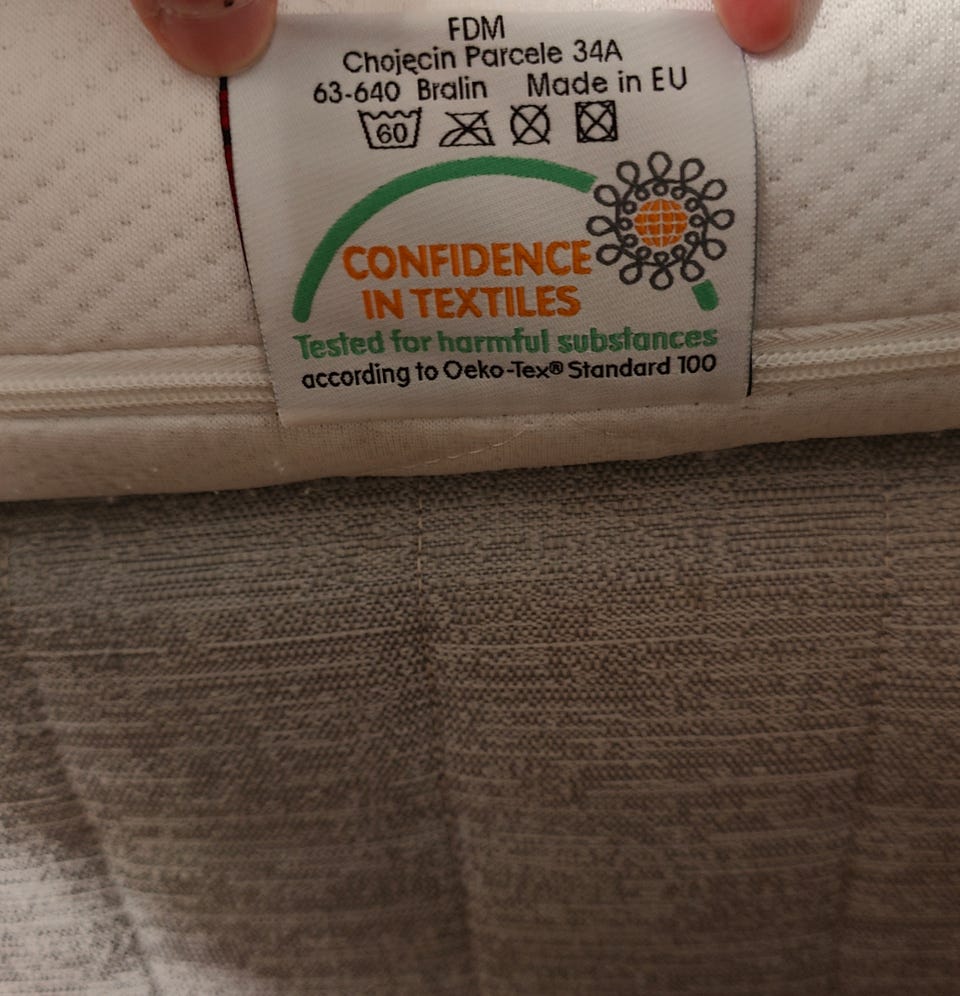 FDM
Chojęcin Parcele 34A
63-640 Bralin Made in EU
60
CONFIDENCE
IN TEXTILES
Tested for harmful substances
according to Oeko-Tex® Standard 100